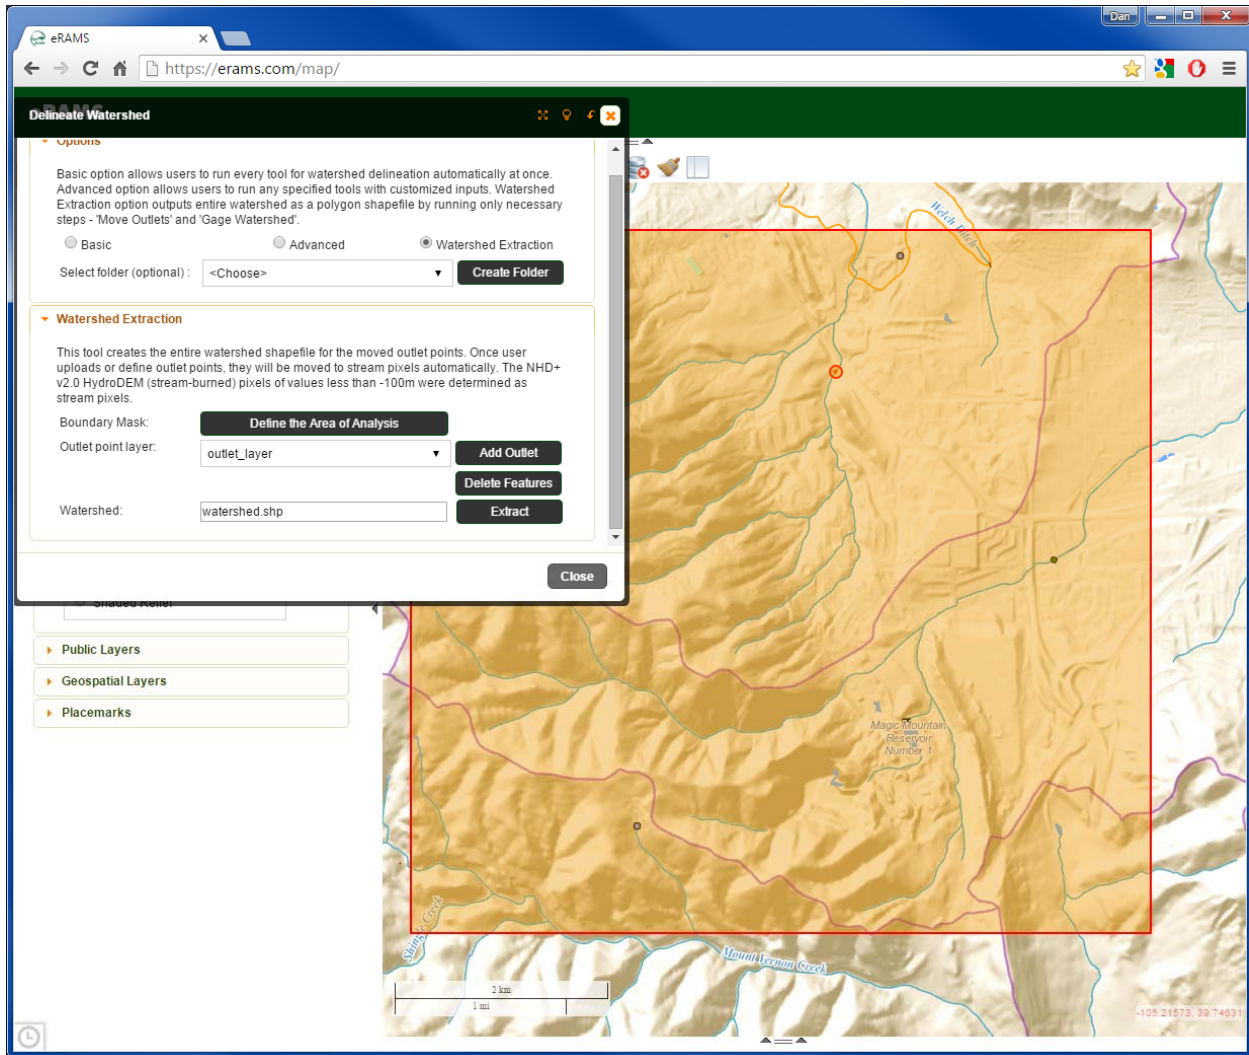 Dan
eRAMS
https://erams.com/map/
Delineate Watershed
Options
Basic option allows users to run every tool for watershed delineation automatically at once.
Advanced option allows users to run any specified tools with customized inputs. Watershed
Extraction option outputs entire watershed as a polygon shapefile by running only necessary
steps - 'Move Outlets' and 'Gage Watershed'.
Basic
Advanced
Watershed Extraction
Select folder (optional) :
<Choose>
Create Folder
Watershed Extraction
This tool creates the entire watershed shapefile for the moved outlet points. Once user
uploads or define outlet points, they will be moved to stream pixels automatically. The NHD+
v2.0 HydroDEM (stream-burned) pixels of values less than -100m were determined as
stream pixels.
Boundary Mask:
Define the Area of Analysis
Outlet point layer:
outlet_layer
Add Outlet
Delete Features
Watershed:
watershed.shp
Extract
Close
Shaded Relief
Public Layers
Geospatial Layers
Placemarks
Welch Ditch
Magic Mountain
Reservoir
Number 1
Shingle Creek
Mount Vernon Creek
2 km
1 mi
-105.21573, 39.74631